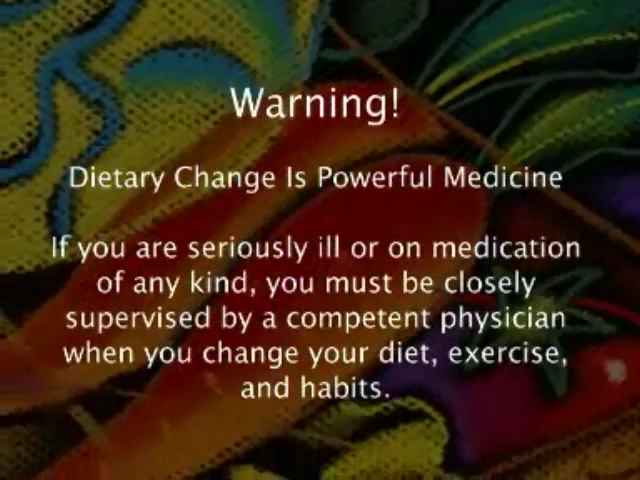 Warning!
Dietary Change Is Powerful Medicine
If you are seriously ill or on medication
of any kind, you must be closely
supervised by a competent physician
when you change your diet, exercise,
and habits.